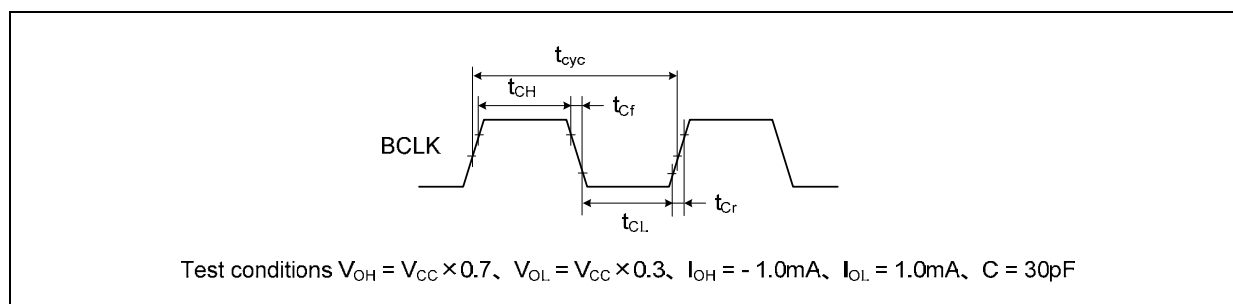 tcyc
tCH
tCf
BCLK
tCL
tCr
Test conditions VOH = VCC×0.7、VOL = VCC×0.3、IOH = - 1.0mA、IOL = 1.0mA、C = 30pF